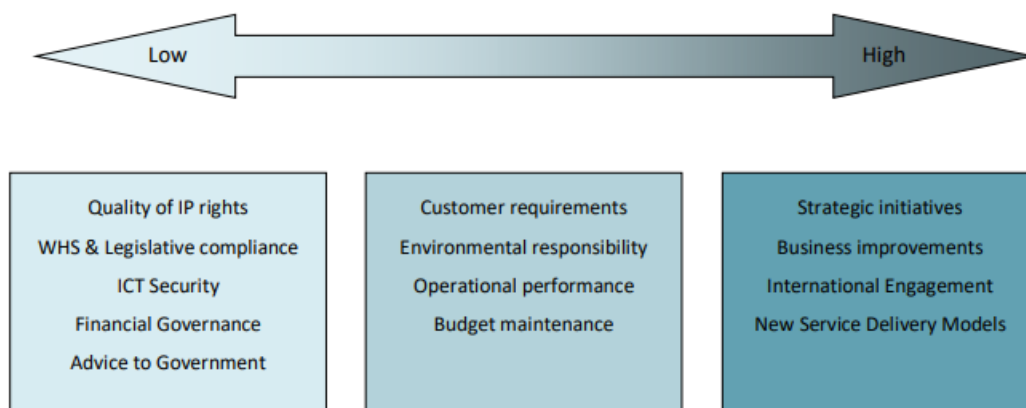 Low
High
Quality of IP rights
WHS & Legislative compliance
ICT Security
Financial Governance
Advice to Government
Customer requirements
Environmental responsibility
Operational performance
Budget maintenance
Strategic initiatives
Business improvements
International Engagement
New Service Delivery Models